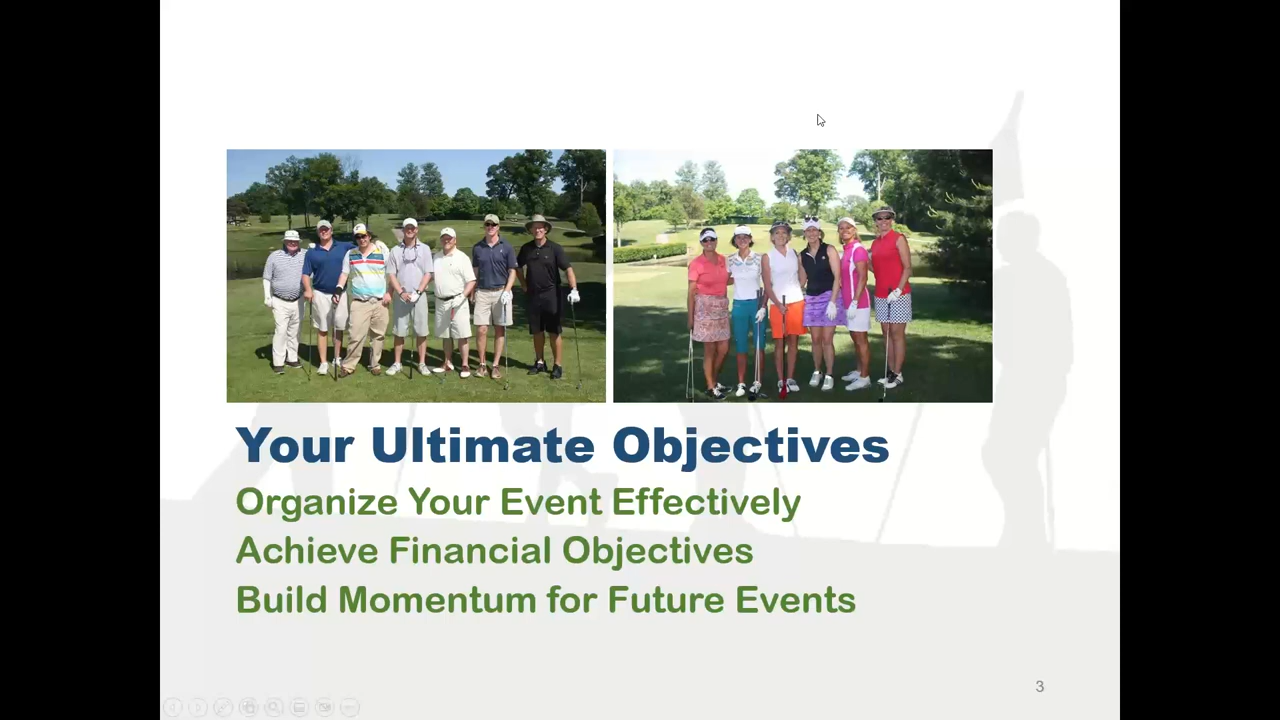 Your Ultimate Objectives
Organize Your Event Effectively
Achieve Financial Objectives
Build Momentum for Future Events
3